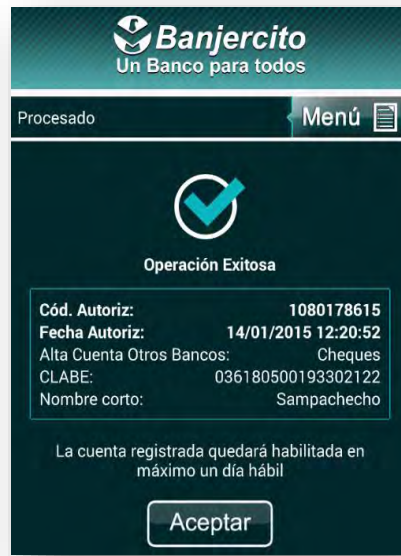 Banjercito
Un Banco para todos
Procesado
Menú
Operación Exitosa
Cód. Autoriz: 1080178615
Fecha Autoriz: 14/01/2015 12:20:52
Alta Cuenta Otros Bancos: Cheques
CLABE: 036180500193302122
Nombre corto: Sampachecho
La cuenta registrada quedará habilitada en
máximo un día hábil
Aceptar